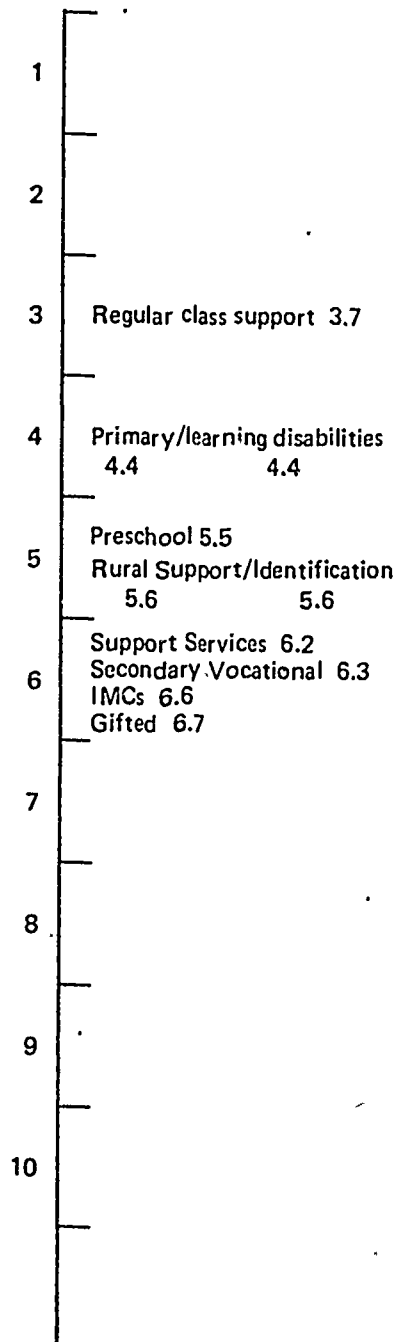 1
2
3 Regular class support 3.7
4 Primary/learning disabilities
4.4 4.4
Preschool 5.5
5 Rural Support/Identification
5.6 5.6
Support Services 6.2
6 Secondary Vocational 6.3
IMCs 6.6
Gifted 6.7
7
8
9
10